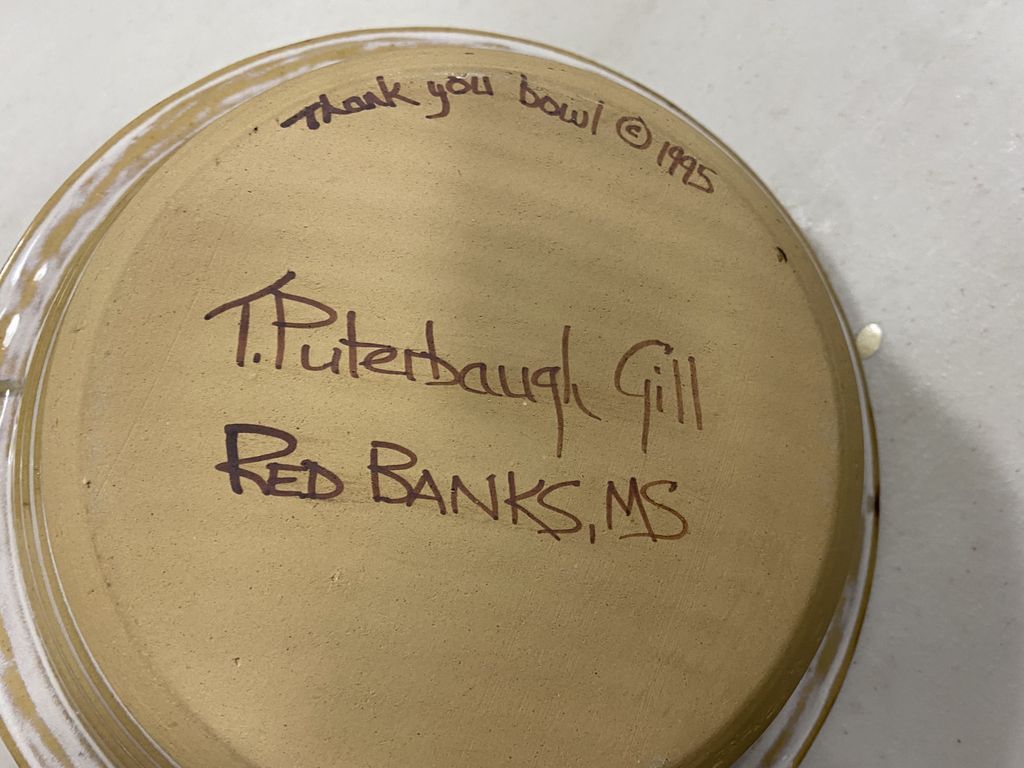 Thank you bowl © 1995
T. Puterbaugh Gill
RED BANKS, MS